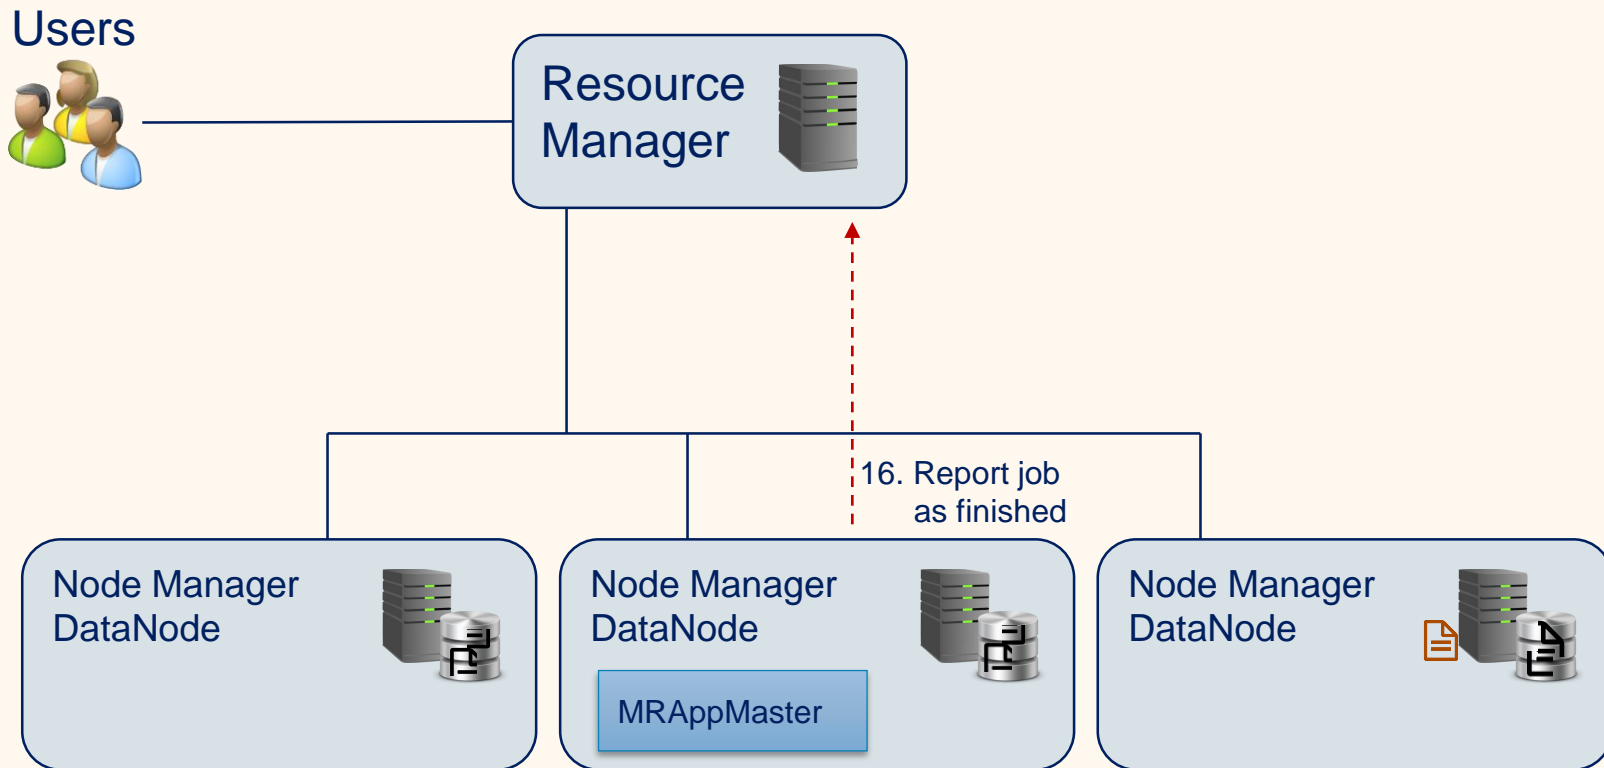 Users
Resource
Manager
16. Report job
as finished
Node Manager
DataNode
Node Manager
DataNode
MRAppMaster
Node Manager
DataNode